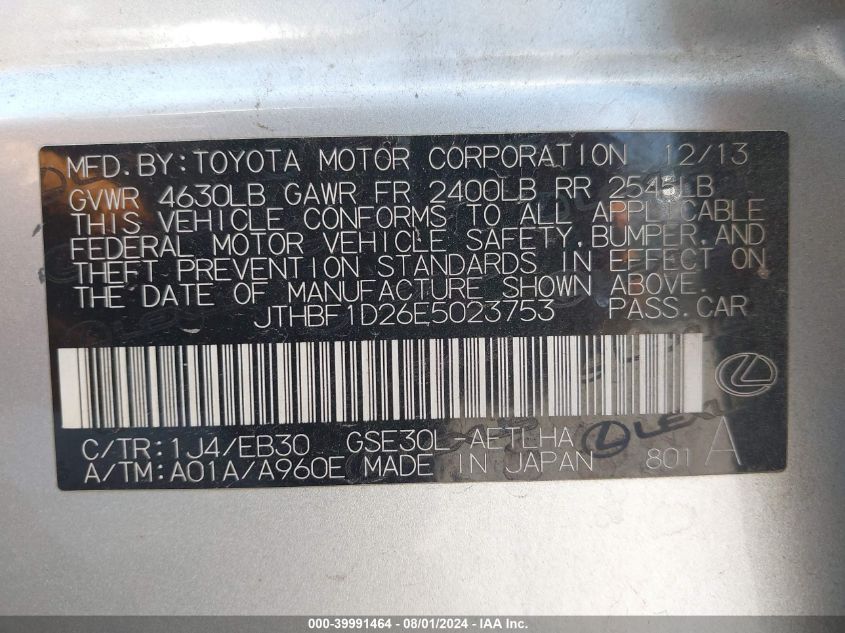 MFD.BY:TOYOTA MOTOR CORPORATION 12/13
GVWR 4630LB GAWR FR 2400LB RR 2545LB
THIS VEHICLE CONFORMS TO ALL APPLICABLE
FEDERAL MOTOR VEHICLE SAFETY,BUMPER,AND
THEFT PREVENTION STANDARDS IN EFFECT ON
THE DATE OF MANUFACTURE SHOWN ABOVE.
JTHBF1D26E5023753 PASS.CAR
C/TR:1J4/EB30 GSE30L-AETLHA
A/TM:A01A/A960E MADE IN JAPAN 801 A
000-39991464 - 08/01/2024 - IAA Inc.